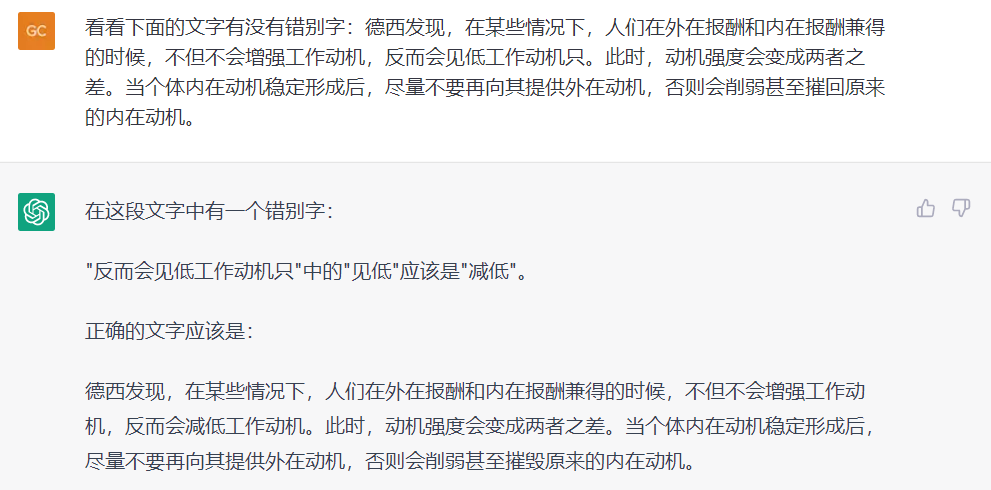 GC
看看下面的文字有没有错别字：德西发现，在某些情况下，人们在外在报酬和内在报酬兼得
的时候，不但不会增强工作动机，反而会见低工作动机只。此时，动机强度会变成两者之
差。当个体内在动机稳定形成后，尽量不要再向其提供外在动机，否则会削弱甚至摧回原来
的内在动机。
在这段文字中有一个错别字：
"反而会见低工作动机只"中的"见低"应该是"减低"。
正确的文字应该是：
德西发现，在某些情况下，人们在外在报酬和内在报酬兼得的时候，不但不会增强工作动
机，反而会减低工作动机。此时，动机强度会变成两者之差。当个体内在动机稳定形成后，
尽量不要再向其提供外在动机，否则会削弱甚至摧毁原来的内在动机。